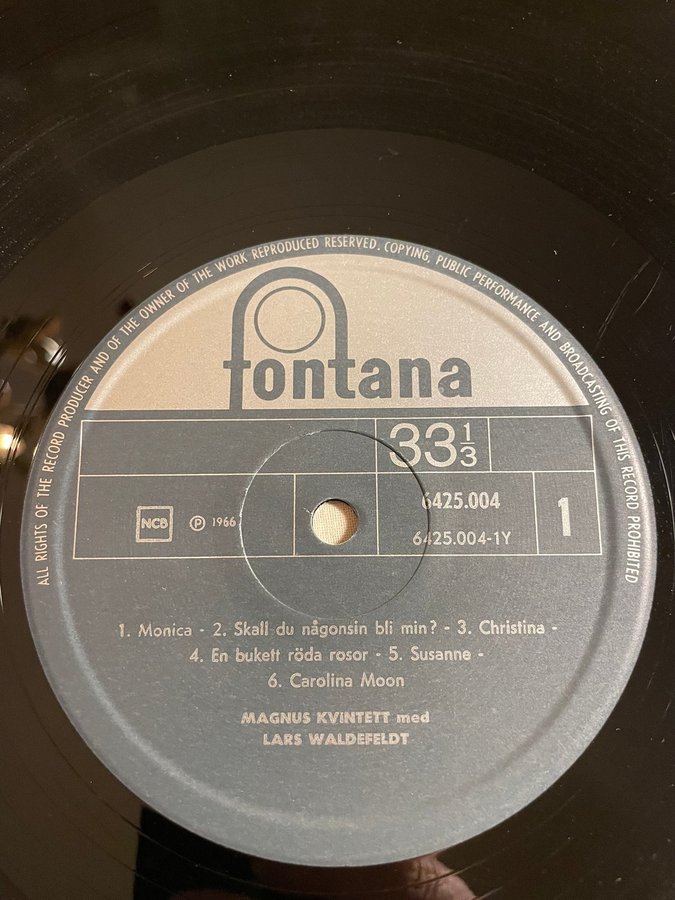 ALL RIGHTS OF THE RECORD PRODUCER AND OF THE OWNER OF THE WORK REPRODUCED RESERVED. COPYING, PUBLIC PERFORMANCE AND BROADCASTING OF THIS RECORD PROHIBITED
fontana
33 1/3
NCB ℗ 1966 6425.004 1
6425.004-1Y
1. Monica - 2. Skall du någonsin bli min? - 3. Christina -
4. En bukett röda rosor - 5. Susanne -
6. Carolina Moon
MAGNUS KVINTETT med
LARS WALDEFELDT